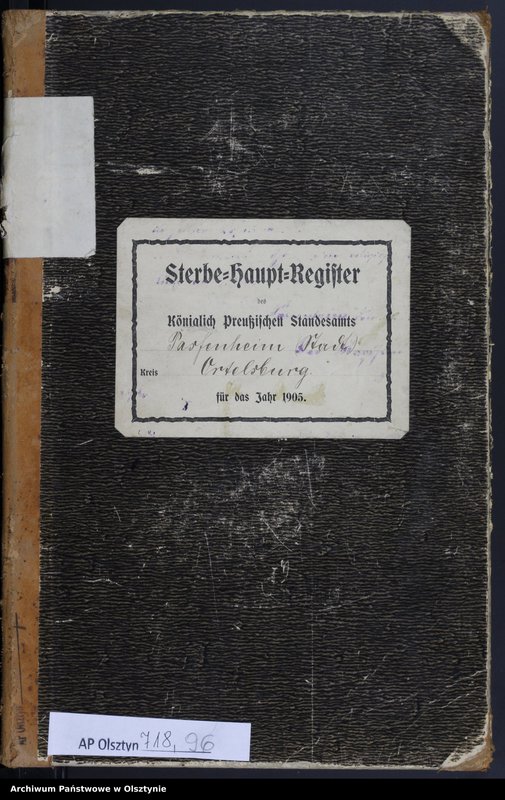 Sterbe-Haupt-Register
des
Königlich Preußischen Standesamts
Passenheim (Stadt)
Kreis Ortelsburg
für das Jahr 1905.
AP Olsztyn 718, 96
Archiwum Państwowe w Olsztynie